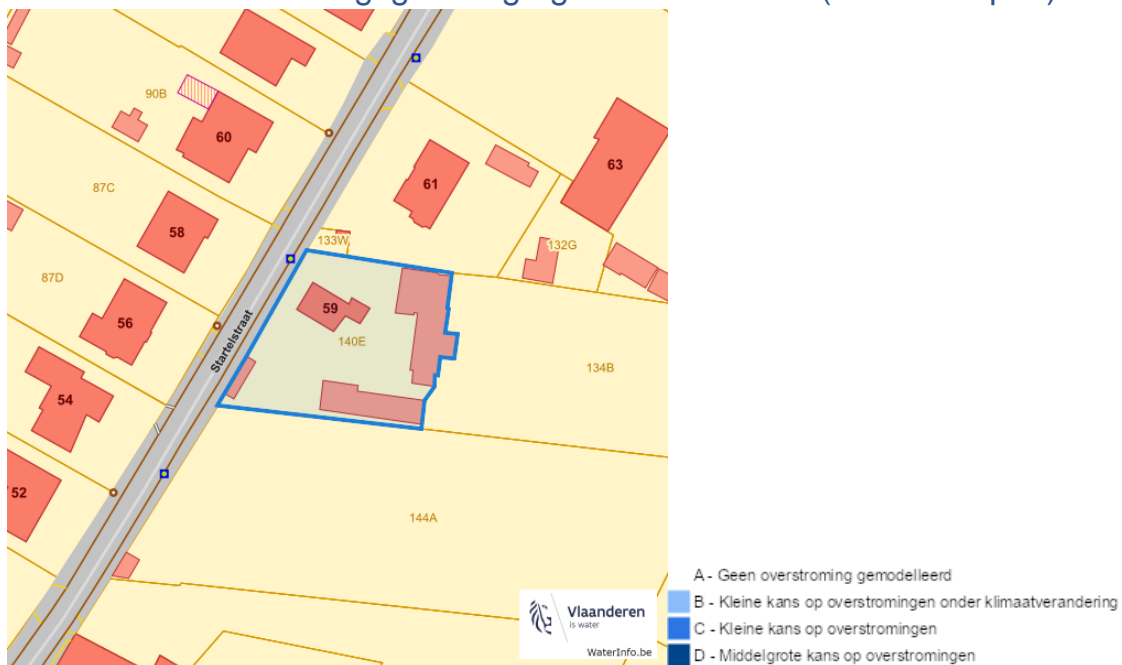 90B
60
87C
58
61
63
133W
132G
87D
59
56
140E
Startelstraat
134B
54
52
144A
Vlaanderen
is water
WaterInfo.be
A - Geen overstroming gemodelleerd
B - Kleine kans op overstromingen onder klimaatverandering
C - Kleine kans op overstromingen
D - Middelgrote kans op overstromingen